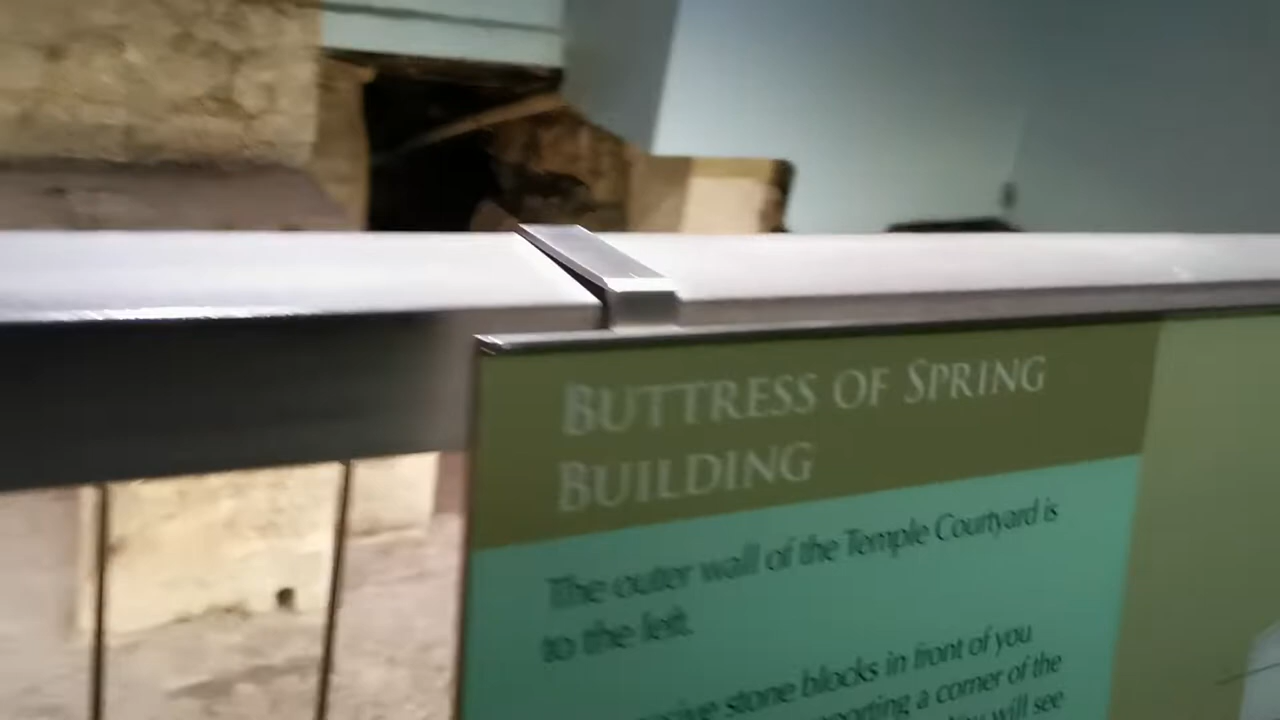 BUTTRESS OF SPRING
BUILDING
The outer wall of the Temple Courtyard is
to the left.
stone blocks in front of you
a corner of the
will see